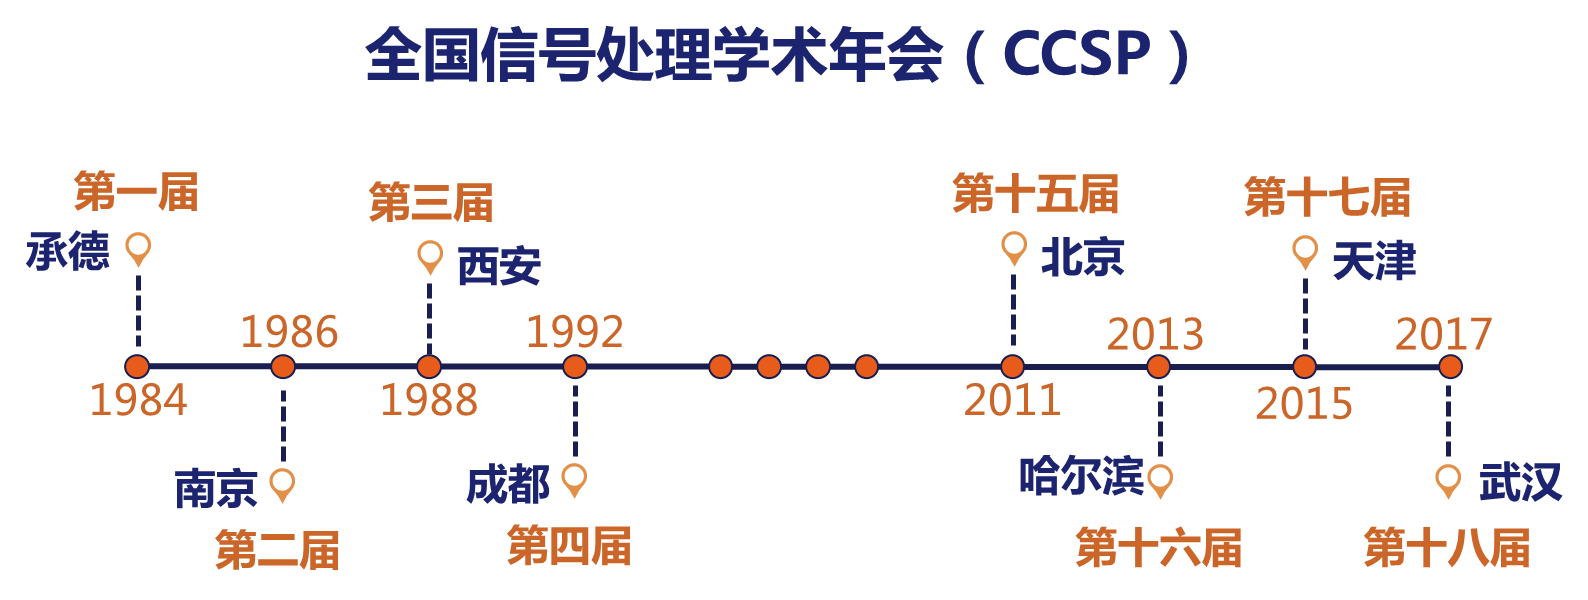 全国信号处理学术年会（CCSP）
第一届
承德
1984
1986
南京
第二届
第三届
西安
1988
1992
成都
第四届
第十五届
北京
2011
2013
哈尔滨
第十六届
第十七届
天津
2015
2017
武汉
第十八届